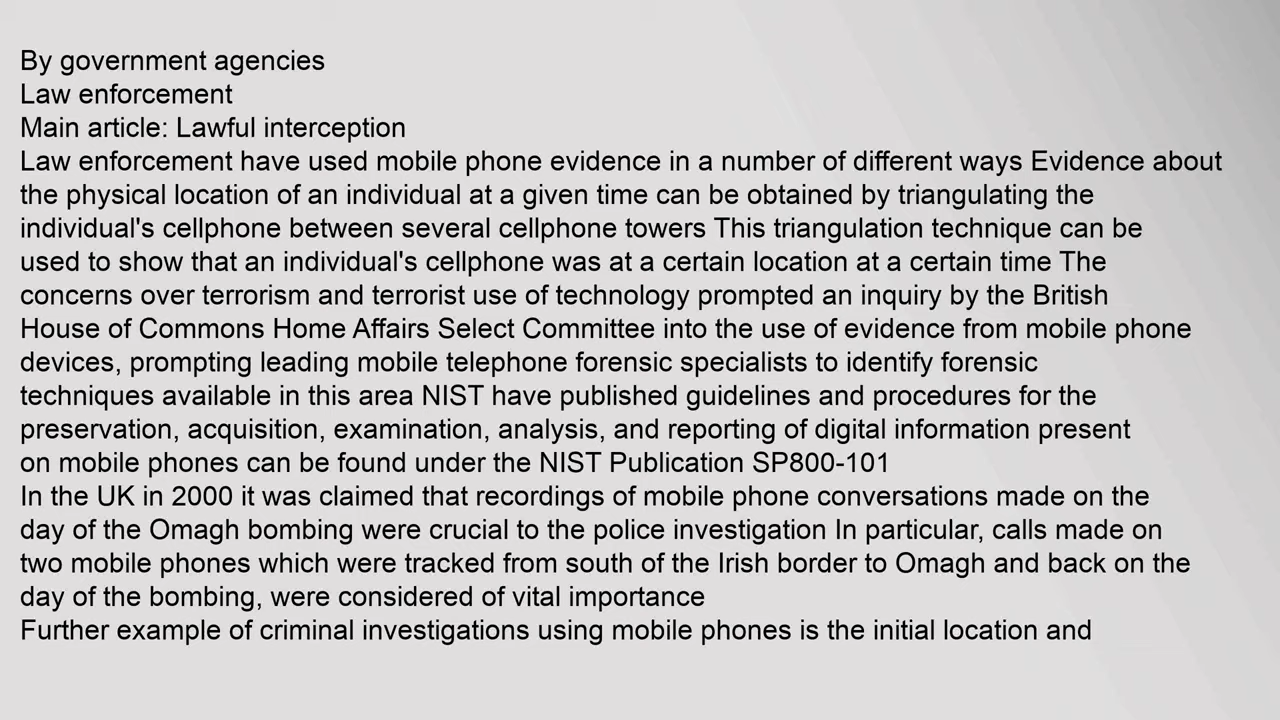 By government agencies
Law enforcement
Main article: Lawful interception
Law enforcement have used mobile phone evidence in a number of different ways Evidence about
the physical location of an individual at a given time can be obtained by triangulating the
individual's cellphone between several cellphone towers This triangulation technique can be
used to show that an individual's cellphone was at a certain location at a certain time The
concerns over terrorism and terrorist use of technology prompted an inquiry by the British
House of Commons Home Affairs Select Committee into the use of evidence from mobile phone
devices, prompting leading mobile telephone forensic specialists to identify forensic
techniques available in this area NIST have published guidelines and procedures for the
preservation, acquisition, examination, analysis, and reporting of digital information present
on mobile phones can be found under the NIST Publication SP800-101
In the UK in 2000 it was claimed that recordings of mobile phone conversations made on the
day of the Omagh bombing were crucial to the police investigation In particular, calls made on
two mobile phones which were tracked from south of the Irish border to Omagh and back on the
day of the bombing, were considered of vital importance
Further example of criminal investigations using mobile phones is the initial location and